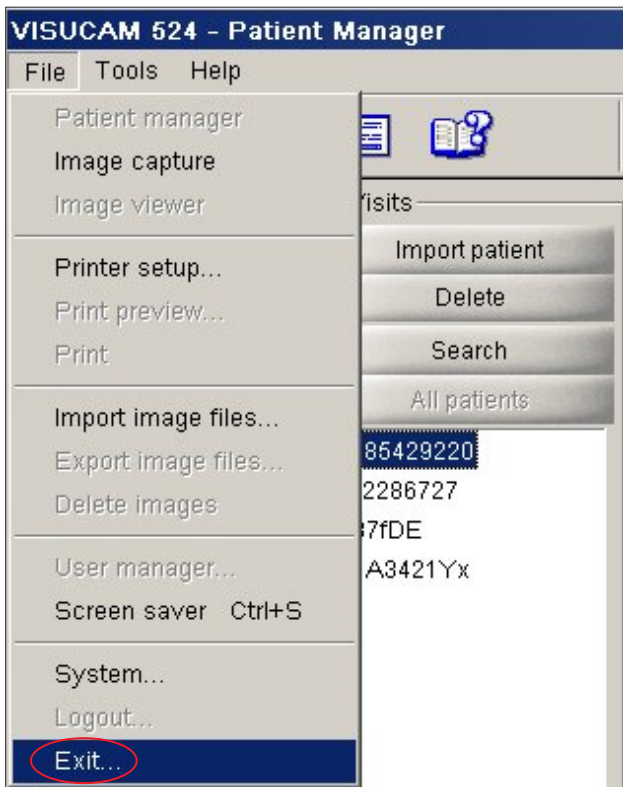 VISUCAM 524 - Patient Manager
File Tools Help
Patient manager
Image capture
Image viewer
Printer setup...
Print preview...
Print
Import image files...
Export image files...
Delete images
User manager...
Screen saver Ctrl+S
System...
Logout...
Exit...
Visits
Import patient
Delete
Search
All patients
85429220
2286727
7fDE
A3421Yx